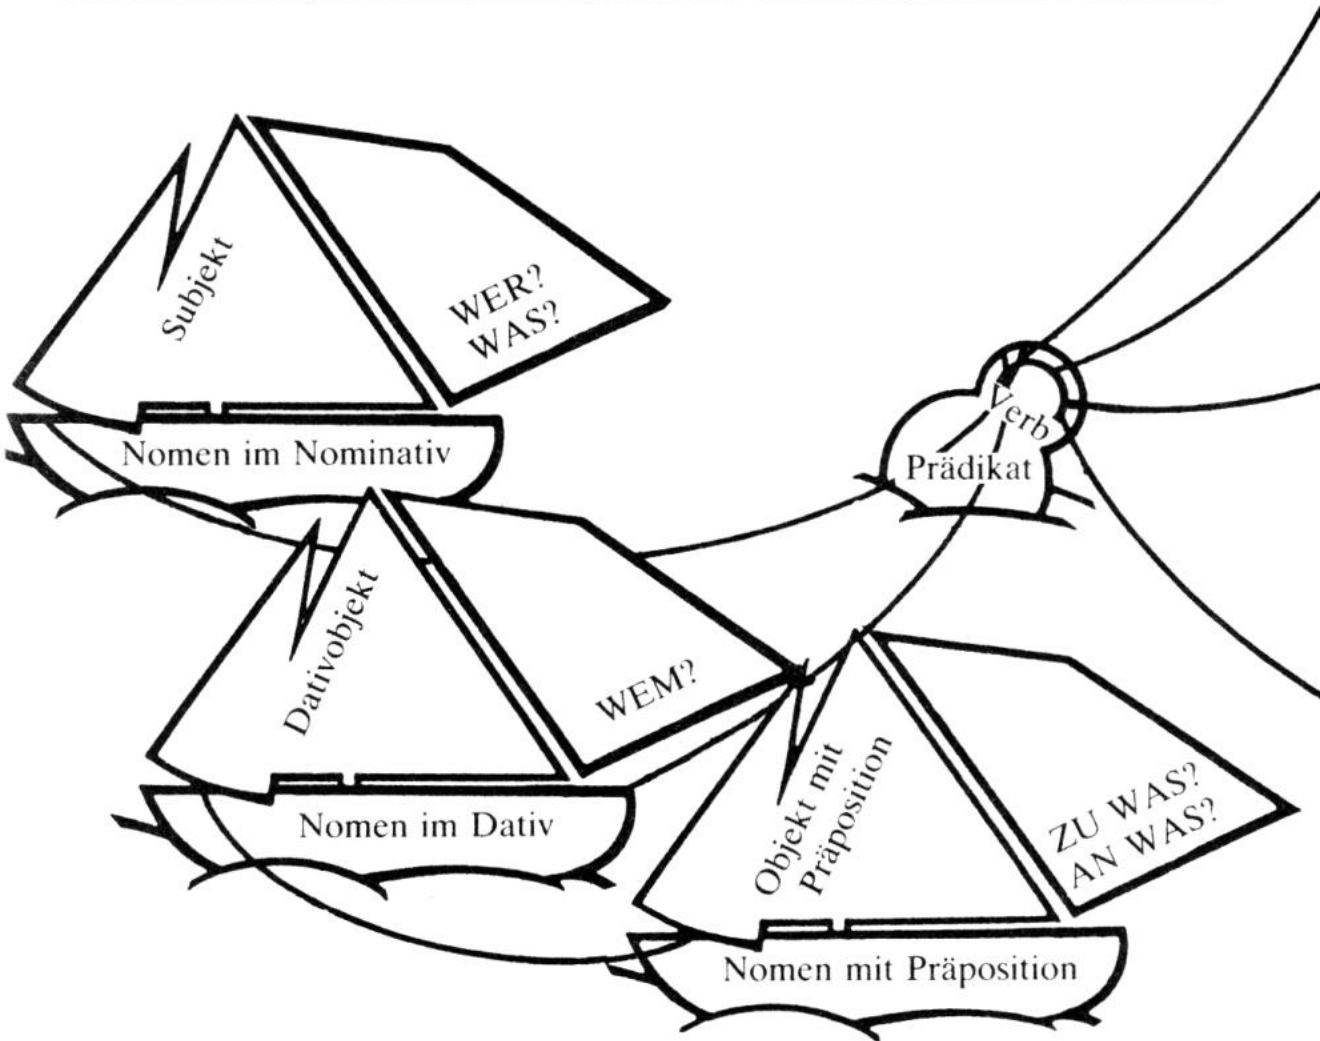 Subjekt
WER?
WAS?
Nomen im Nominativ
Verb
Prädikat
Dativobjekt
WEM?
Nomen im Dativ
Objekt mit
Präposition
ZU WAS?
AN WAS?
Nomen mit Präposition